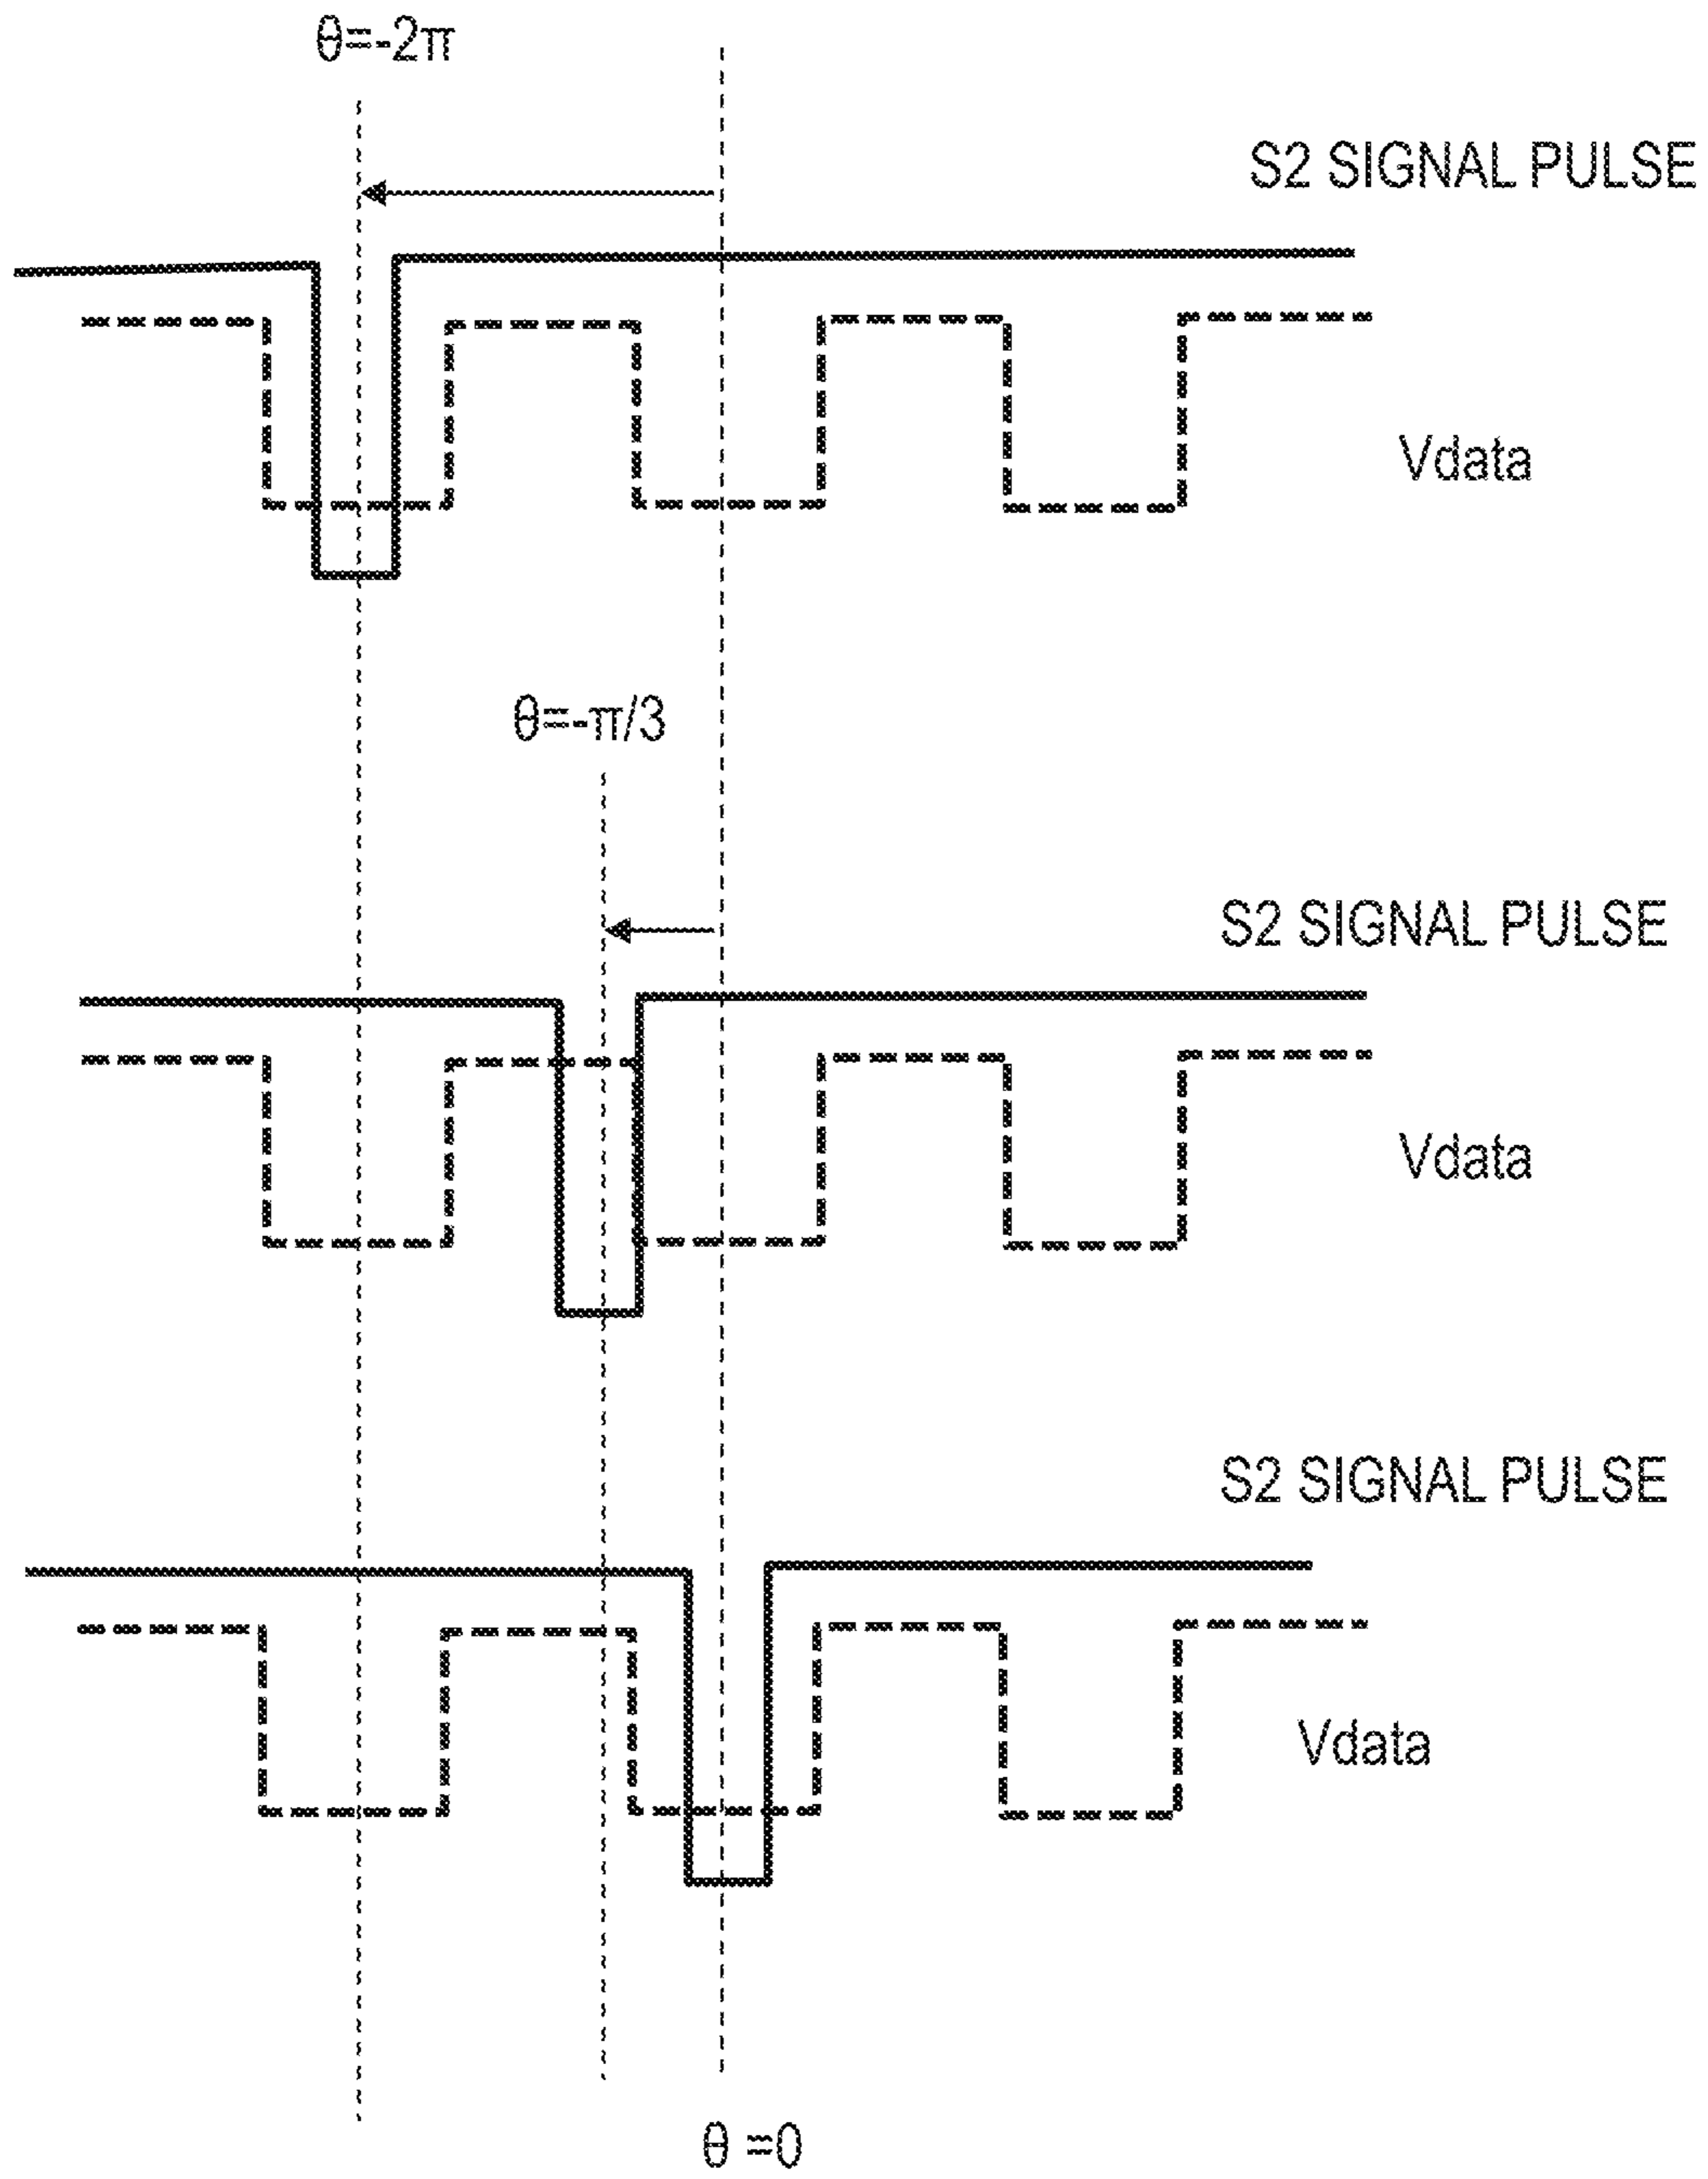 θ=-2π
S2 SIGNAL PULSE
Vdata
θ=-π/3
S2 SIGNAL PULSE
Vdata
S2 SIGNAL PULSE
Vdata
θ =0